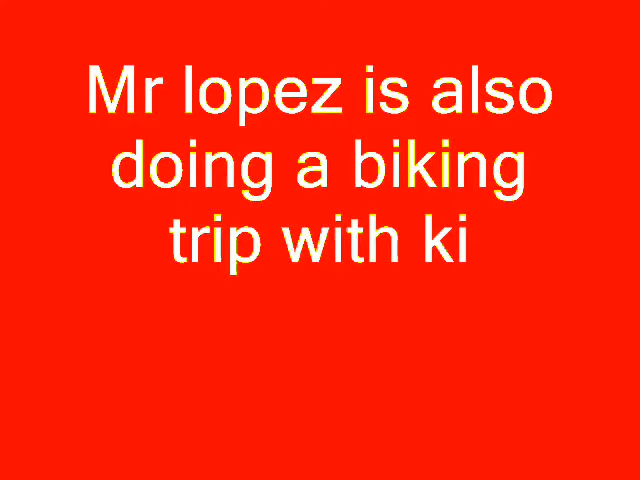 Mr lopez is also
doing a biking
trip with ki